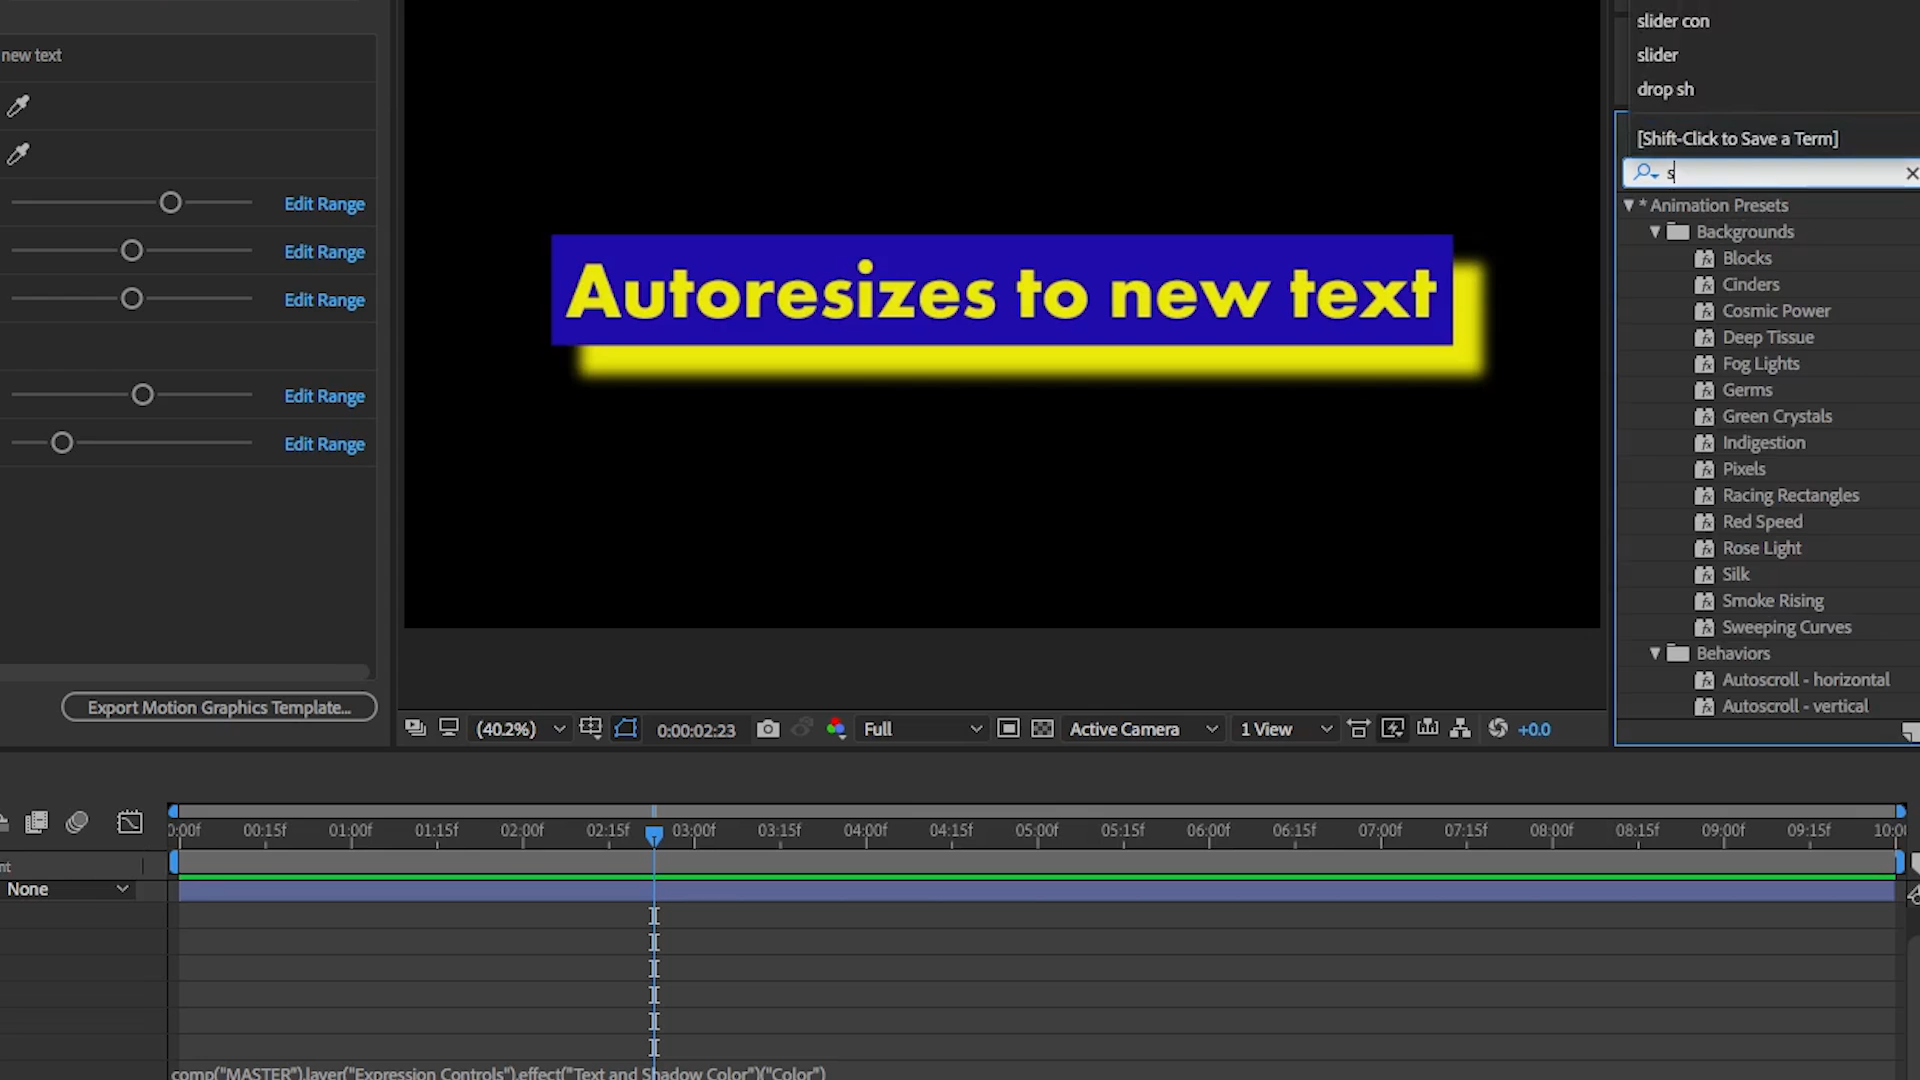 slider con
slider
drop sh
[Shift-Click to Save a Term]
s
* Animation Presets
Backgrounds
Blocks
Cinders
Cosmic Power
Deep Tissue
Fog Lights
Germs
Green Crystals
Indigestion
Pixels
Racing Rectangles
Red Speed
Rose Light
Silk
Smoke Rising
Sweeping Curves
Behaviors
Autoscroll - horizontal
Autoscroll - vertical
new text
Edit Range
Edit Range
Edit Range
Edit Range
Edit Range
Export Motion Graphics Template...
Autoresizes to new text
(40.2%) 0:00:02:23 Full Active Camera 1 View +0.0
0:00f 00:15f 01:00f 01:15f 02:00f 02:15f 03:00f 03:15f 04:00f 04:15f 05:00f 05:15f 06:00f 06:15f 07:00f 07:15f 08:00f 08:15f 09:00f 09:15f 10:0
nt
None
comp("MASTER").layer("Expression Controls").effect("Text and Shadow Color")("Color")